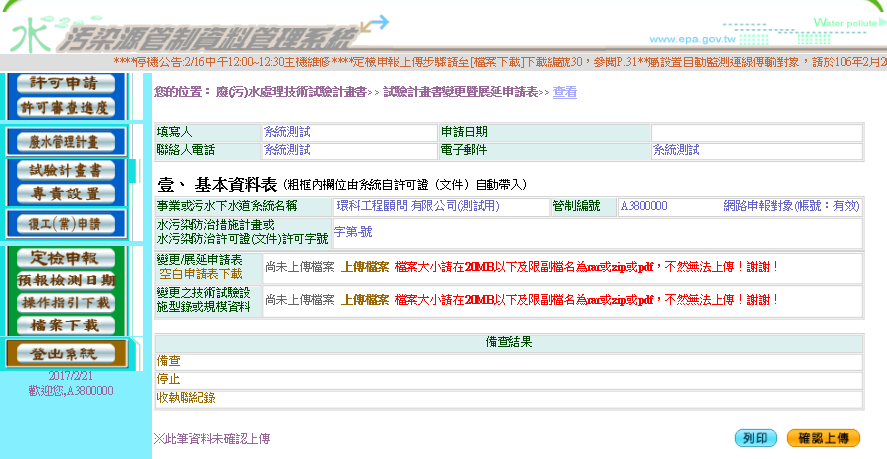 水污染源管制資料管理系統
Water pollute
www.epa.gov.tw
****停機公告:2/16中午12:00~12:30主機維修****定檢申報上傳步驟請至[檔案下載]下載編號30，參閱P.31**屬設置自動監測連線傳輸對象，請於106年2月2
許可申請
許可審查進度
廢水管理計畫
試驗計畫書
專責設置
復工(業)申請
定檢申報
預報檢測日期
操作指引下載
檔案下載
登出系統
2017/2/21
歡迎您,A3800000
您的位置： 廢(污)水處理技術試驗計畫書>> 試驗計畫書變更暨展延申請表>> 查看
填寫人 系統測試 申請日期
聯絡人電話 系統測試 電子郵件 系統測試
壹、 基本資料表 (粗框內欄位由系統自許可證（文件）自動帶入)
事業或污水下水道系統名稱 環科工程顧問 有限公司(測試用) 管制編號 A3800000 網路申報對象(帳號：有效)
水污染防治措施計畫或
水污染防治許可證(文件)許可字號 字第-號
變更/展延申請表
空白申請表下載 尚未上傳檔案 上傳檔案 檔案大小請在20MB以下及限副檔名為rar或zip或pdf，不然無法上傳！謝謝！
變更之技術試驗設
施型錄或規模資料 尚未上傳檔案 上傳檔案 檔案大小請在20MB以下及限副檔名為rar或zip或pdf，不然無法上傳！謝謝！
備查結果
備查
停止
收執聯紀錄
※此筆資料未確認上傳
列印 確認上傳